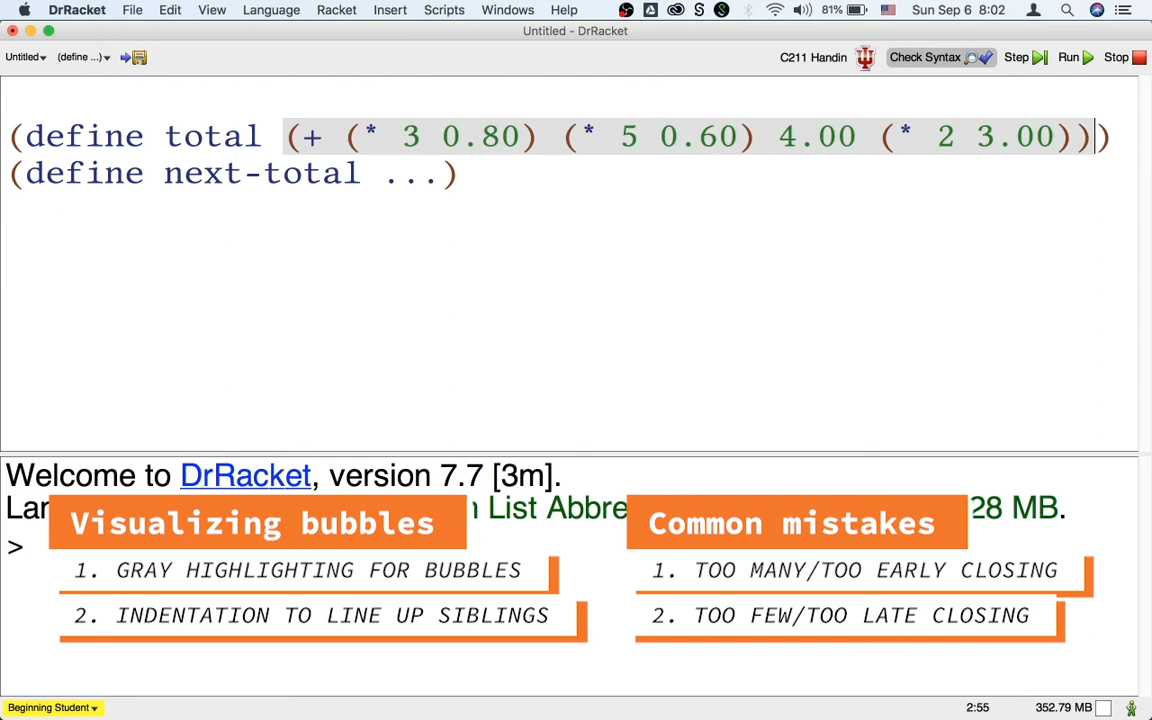 DrRacket File Edit View Language Racket Insert Scripts Windows Help 81% Sun Sep 6 8:02
Untitled - DrRacket
Untitled (define ...) C211 Handin Check Syntax Step Run Stop
(define total (+ (* 3 0.80) (* 5 0.60) 4.00 (* 2 3.00)))
(define next-total ...)
Welcome to DrRacket, version 7.7 [3m].
Lan List Abbre 28 MB.
Visualizing bubbles Common mistakes
>
1. GRAY HIGHLIGHTING FOR BUBBLES 1. TOO MANY/TOO EARLY CLOSING
2. INDENTATION TO LINE UP SIBLINGS 2. TOO FEW/TOO LATE CLOSING
Beginning Student 2:55 352.79 MB